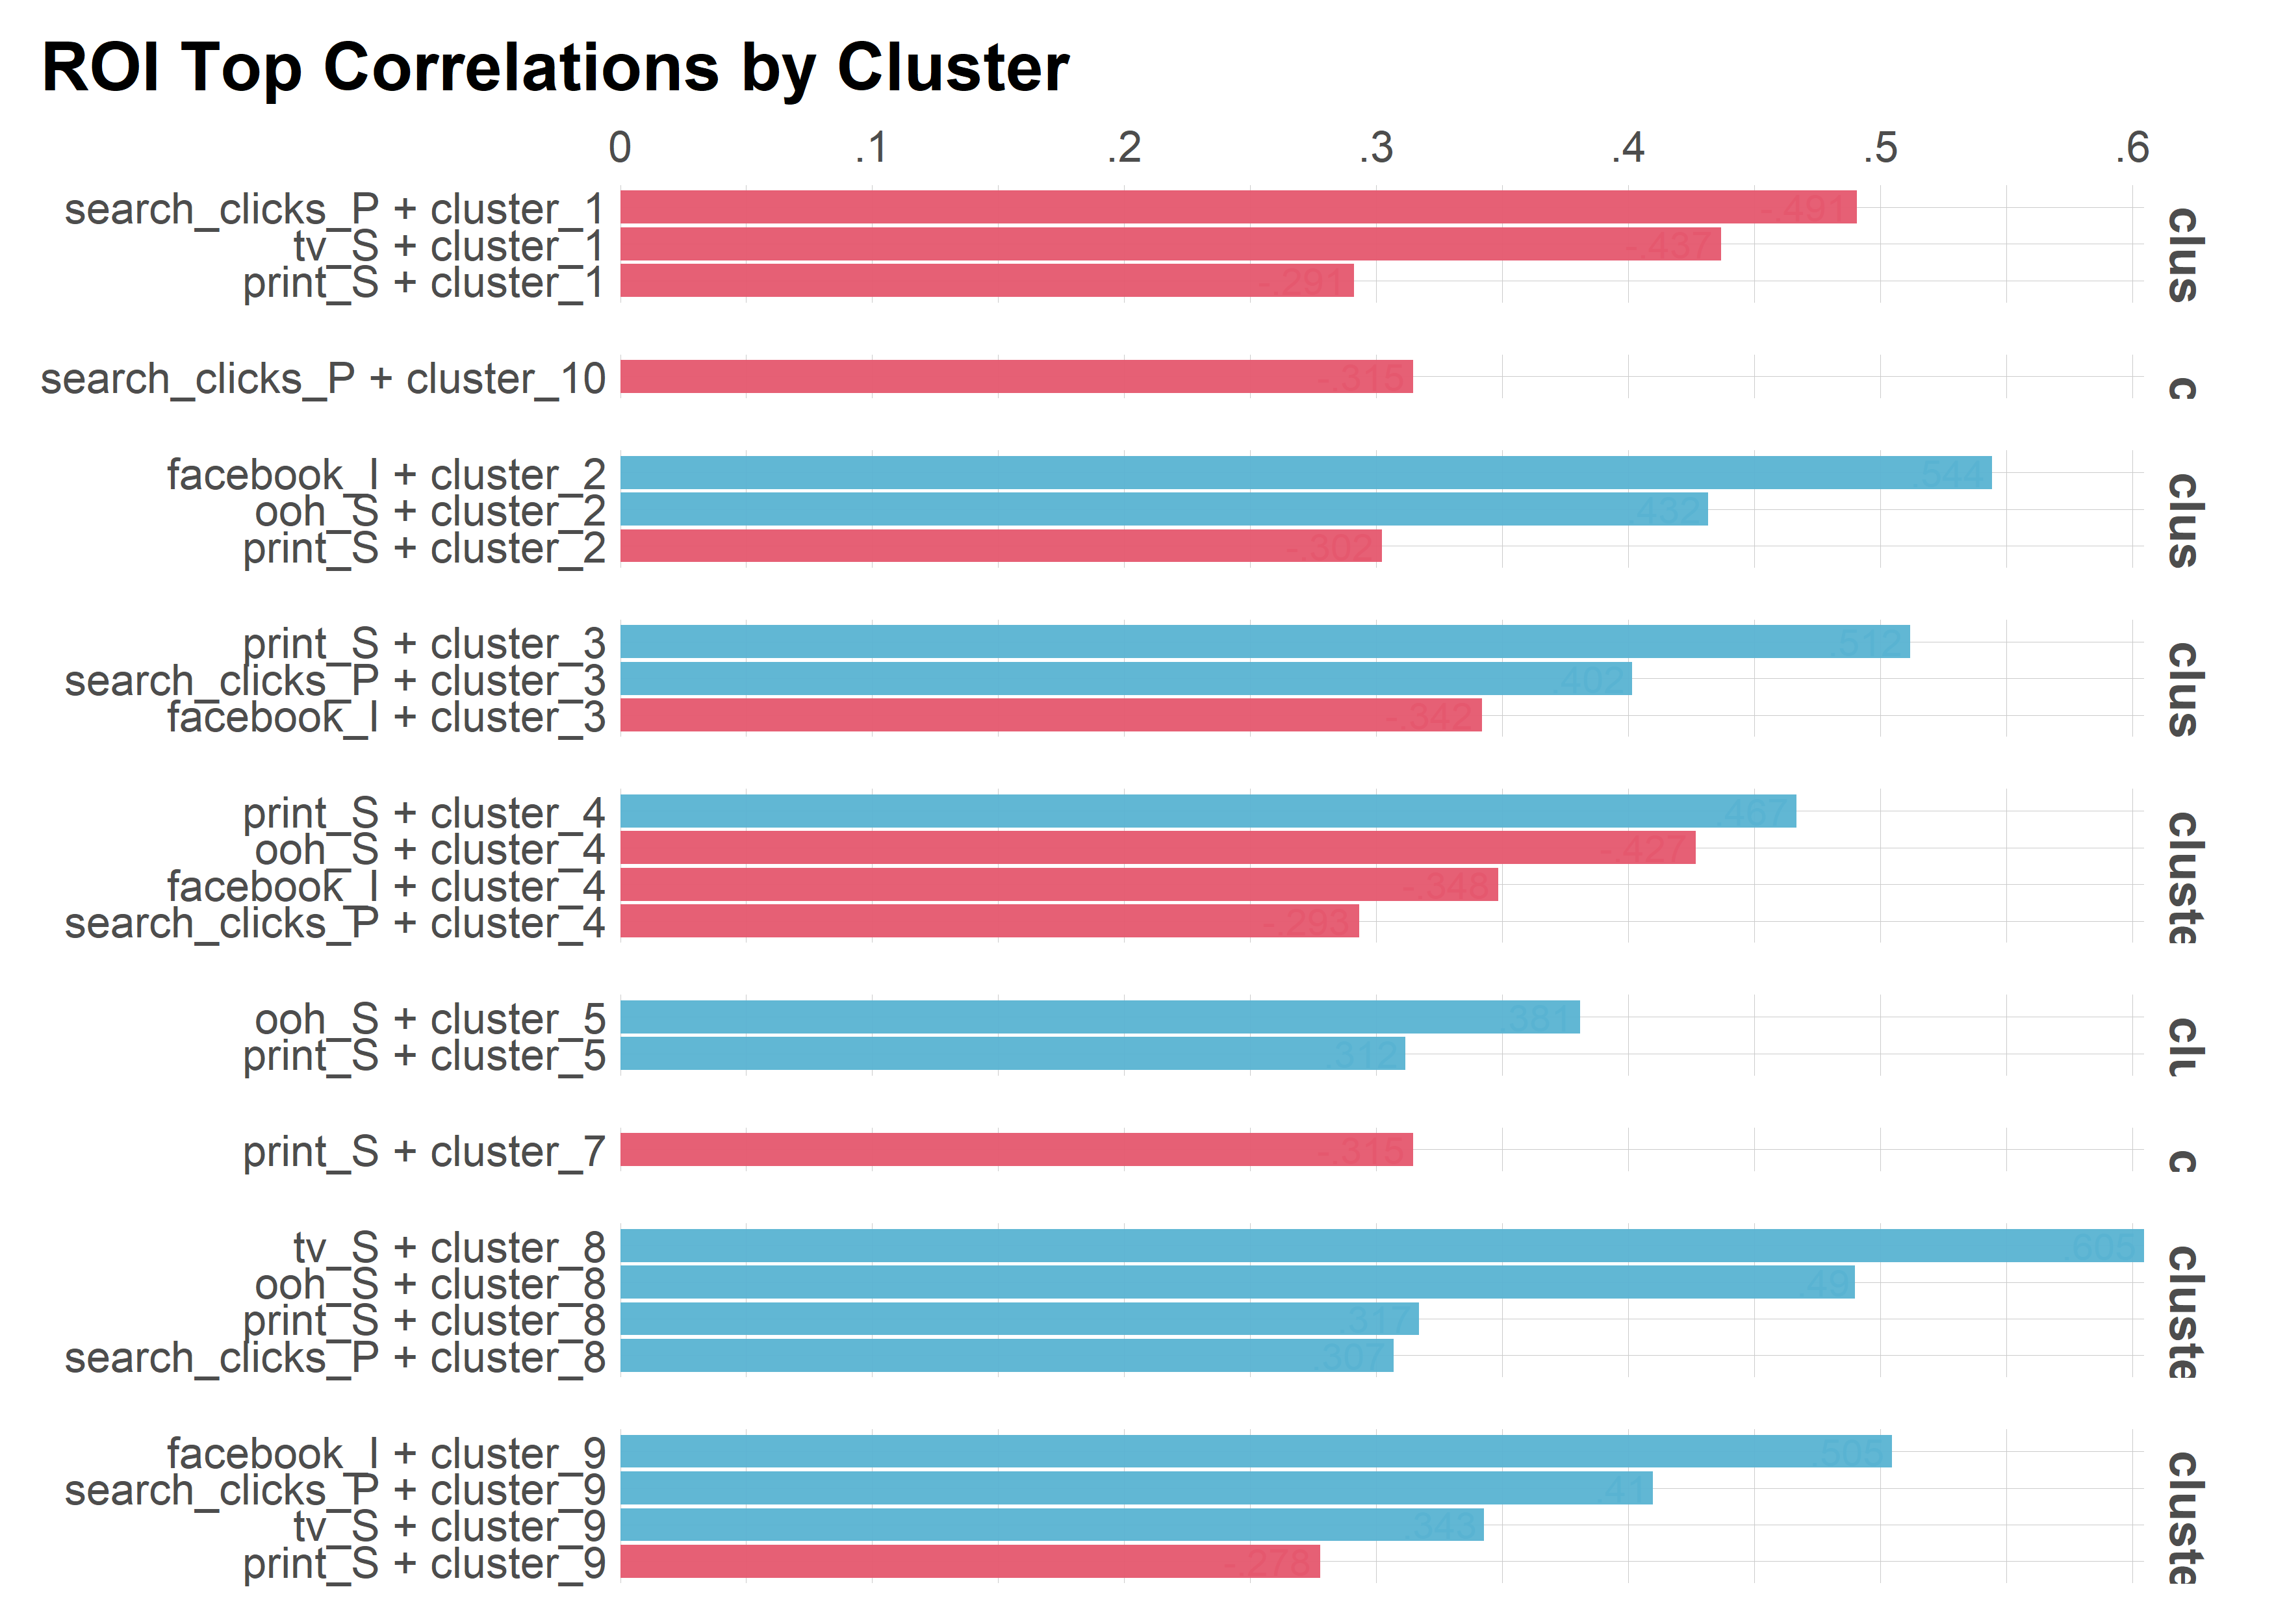 ROI Top Correlations by Cluster
0 .1 .2 .3 .4 .5 .6
search_clicks_P + cluster_1 -.491
tv_S + cluster_1 -.437
print_S + cluster_1 -.291
clus
search_clicks_P + cluster_10 -.315
c
facebook_I + cluster_2 .544
ooh_S + cluster_2 .432
print_S + cluster_2 -.302
clus
print_S + cluster_3 .512
search_clicks_P + cluster_3 .402
facebook_I + cluster_3 -.342
clus
print_S + cluster_4 .467
ooh_S + cluster_4 -.427
facebook_I + cluster_4 -.348
search_clicks_P + cluster_4 -.293
cluste
ooh_S + cluster_5 .381
print_S + cluster_5 .312
clu
print_S + cluster_7 -.315
c
tv_S + cluster_8 .605
ooh_S + cluster_8 .49
print_S + cluster_8 .317
search_clicks_P + cluster_8 .307
cluste
facebook_I + cluster_9 .505
search_clicks_P + cluster_9 .41
tv_S + cluster_9 .343
print_S + cluster_9 -.278
cluste